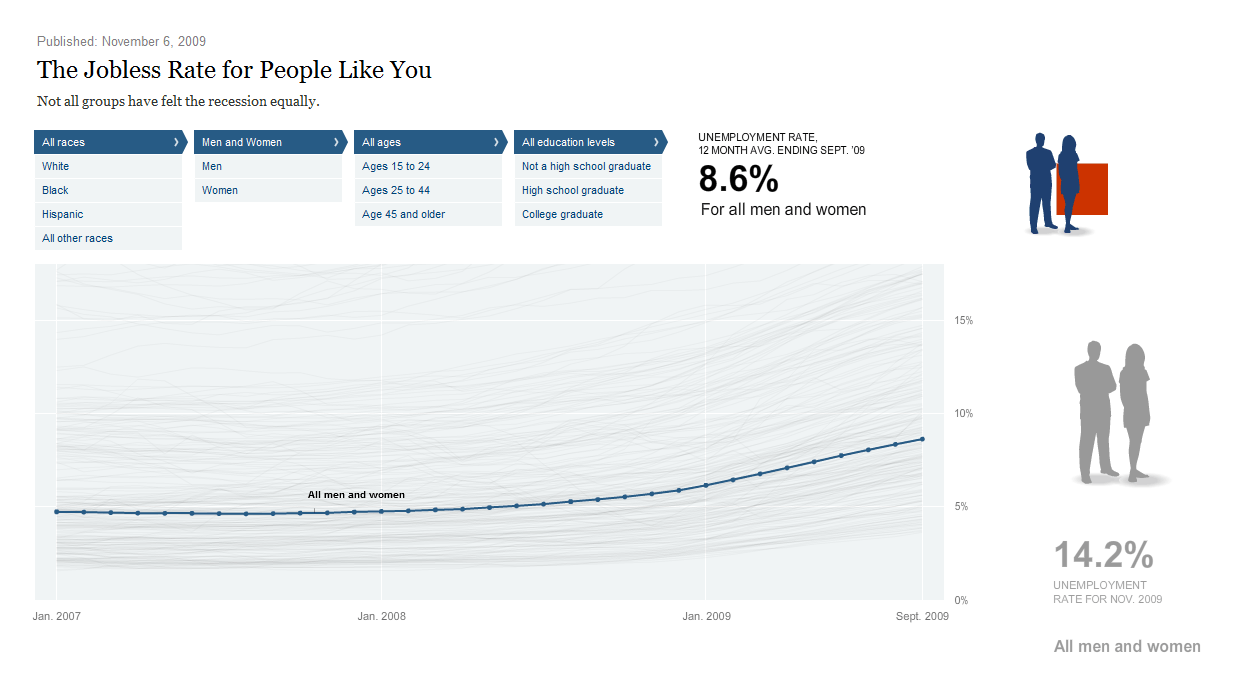 Published: November 6, 2009
The Jobless Rate for People Like You
Not all groups have felt the recession equally.
All races
White
Black
Hispanic
All other races
Men and Women
Men
Women
All ages
Ages 15 to 24
Ages 25 to 44
Age 45 and older
All education levels
Not a high school graduate
High school graduate
College graduate
UNEMPLOYMENT RATE,
12 MONTH AVG. ENDING SEPT. '09
8.6%
For all men and women
All men and women
15%
10%
5%
0%
Jan. 2007
Jan. 2008
Jan. 2009
Sept. 2009
14.2%
UNEMPLOYMENT
RATE FOR NOV. 2009
All men and women